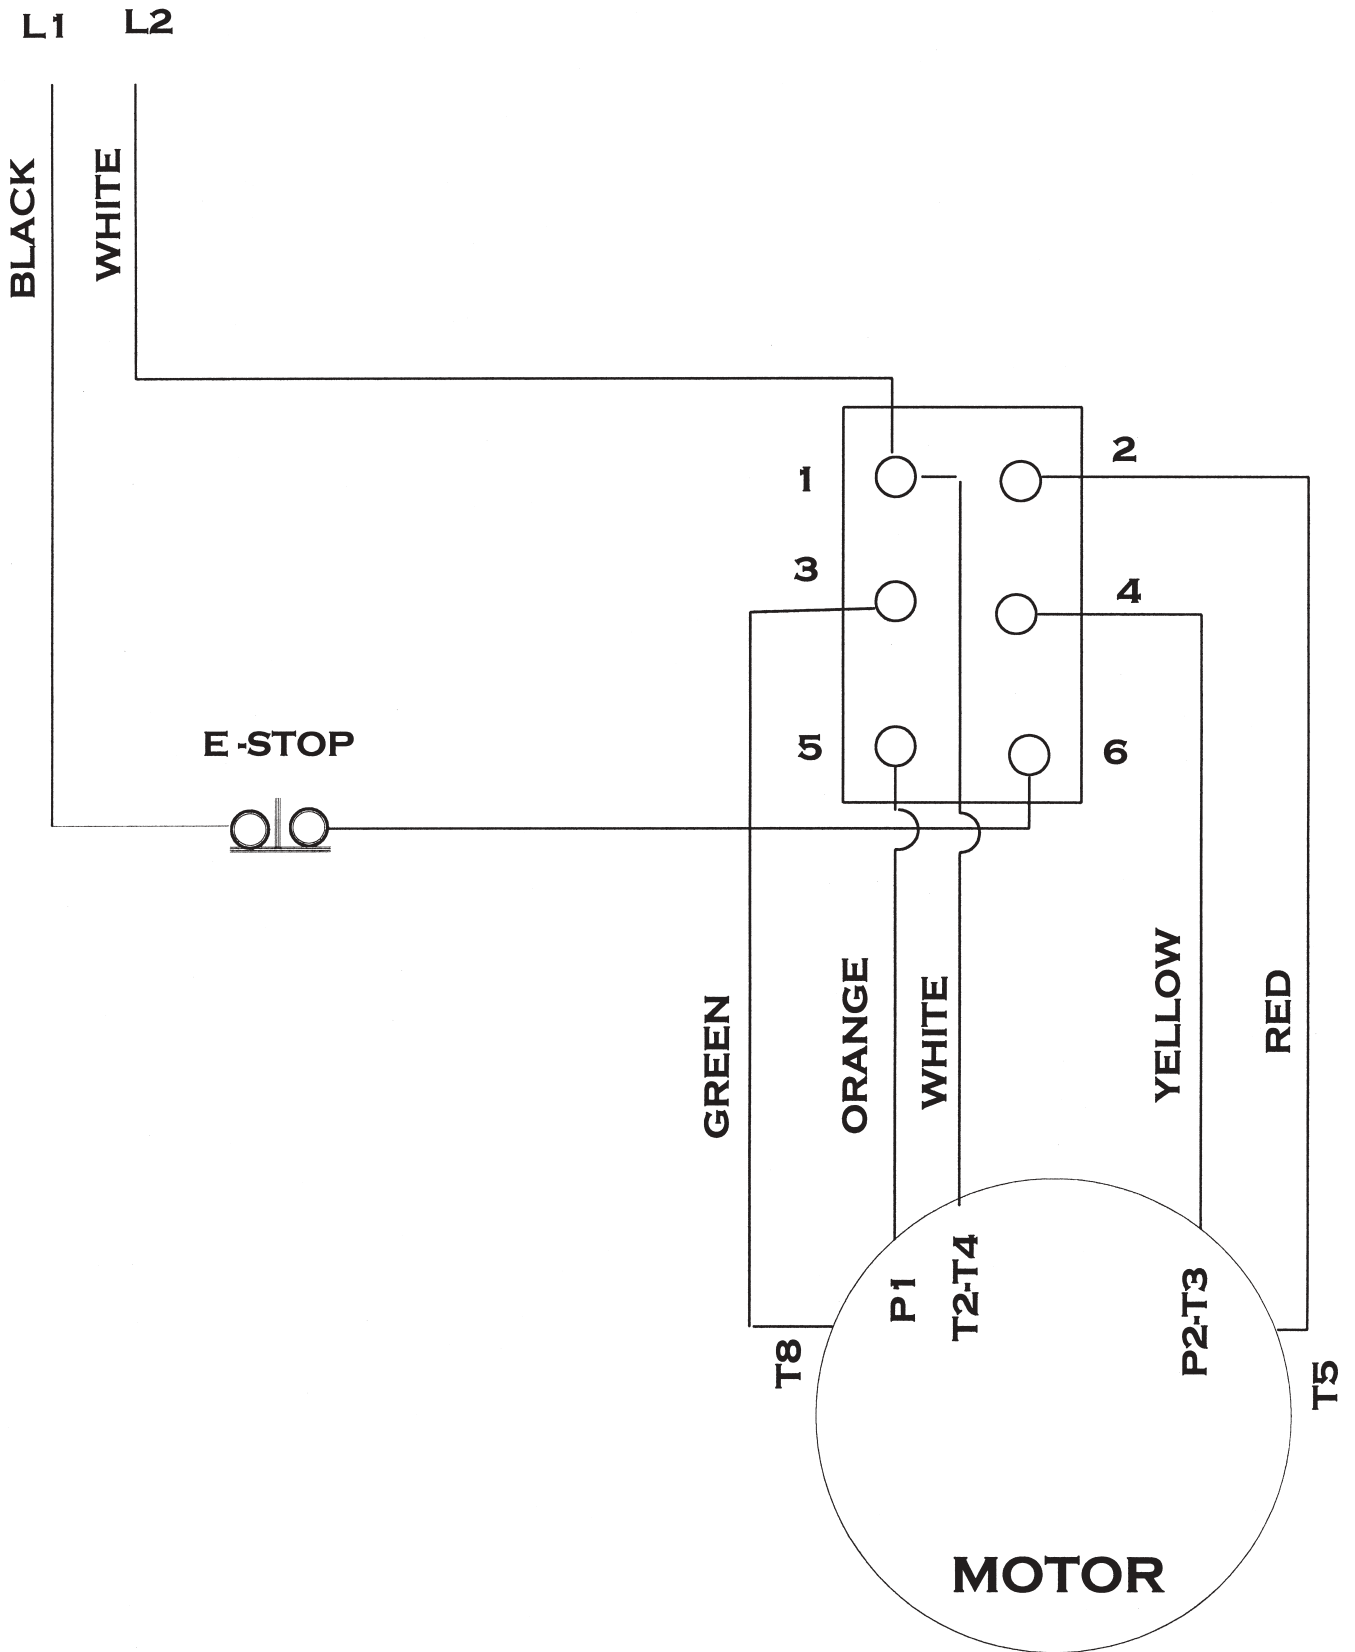 L1
L2
BLACK
WHITE
1
2
3
4
5
6
E-STOP
GREEN
ORANGE
WHITE
YELLOW
RED
T8
P1
T2-T4
P2-T3
T5
MOTOR